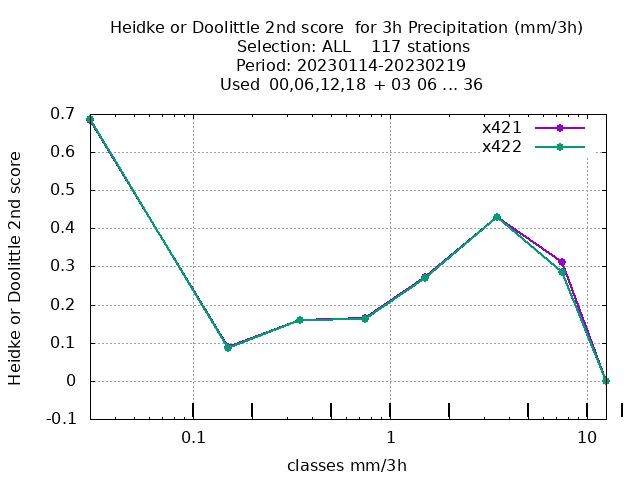 Heidke or Doolittle 2nd score  for 3h Precipitation (mm/3h)
Selection: ALL    117 stations
Period: 20230114-20230219
Used  00,06,12,18 + 03 06 ... 36
x421
x422
0.7
0.6
0.5
0.4
0.3
0.2
0.1
0
-0.1
Heidke or Doolittle 2nd score
0.1
1
10
classes mm/3h